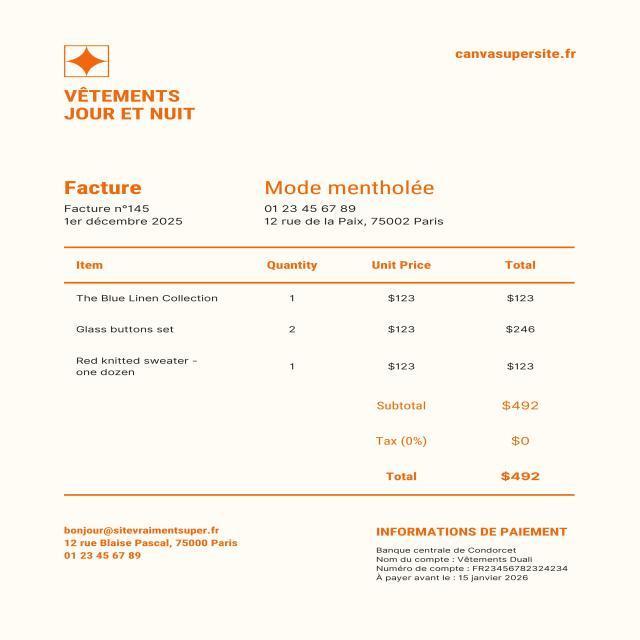 canvasupersite.fr
VÊTEMENTS
JOUR ET NUIT
Facture
Facture n°145
1er décembre 2025
Mode mentholée
01 23 45 67 89
12 rue de la Paix, 75002 Paris
Item Quantity Unit Price Total
The Blue Linen Collection 1 $123 $123
Glass buttons set 2 $123 $246
Red knitted sweater -
one dozen 1 $123 $123
Subtotal $492
Tax (0%) $0
Total $492
bonjour@sitevraimentsuper.fr
12 rue Blaise Pascal, 75000 Paris
01 23 45 67 89
INFORMATIONS DE PAIEMENT
Banque centrale de Condorcet
Nom du compte : Vêtements Duali
Numéro de compte : FR23456782324234
À payer avant le : 15 janvier 2026